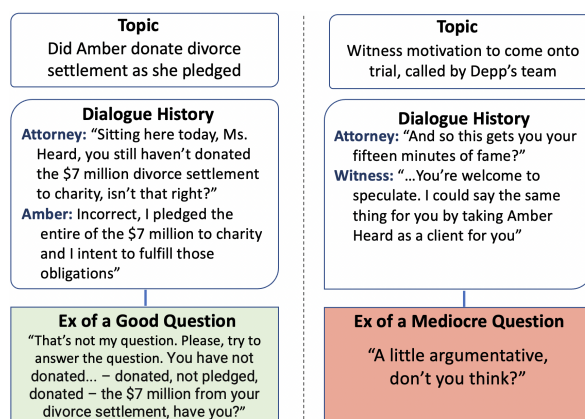 Topic
Did Amber donate divorce
settlement as she pledged
Dialogue History
Attorney: “Sitting here today, Ms.
Heard, you still haven’t donated
the $7 million divorce settlement
to charity, isn’t that right?”
Amber: Incorrect, I pledged the
entire of the $7 million to charity
and I intent to fulfill those
obligations”
Ex of a Good Question
“That’s not my question. Please, try to
answer the question. You have not
donated... – donated, not pledged,
donated – the $7 million from your
divorce settlement, have you?”
Topic
Witness motivation to come onto
trial, called by Depp’s team
Dialogue History
Attorney: “And so this gets you your
fifteen minutes of fame?”
Witness: “...You’re welcome to
speculate. I could say the same
thing for you by taking Amber
Heard as a client for you”
Ex of a Mediocre Question
“A little argumentative,
don’t you think?”